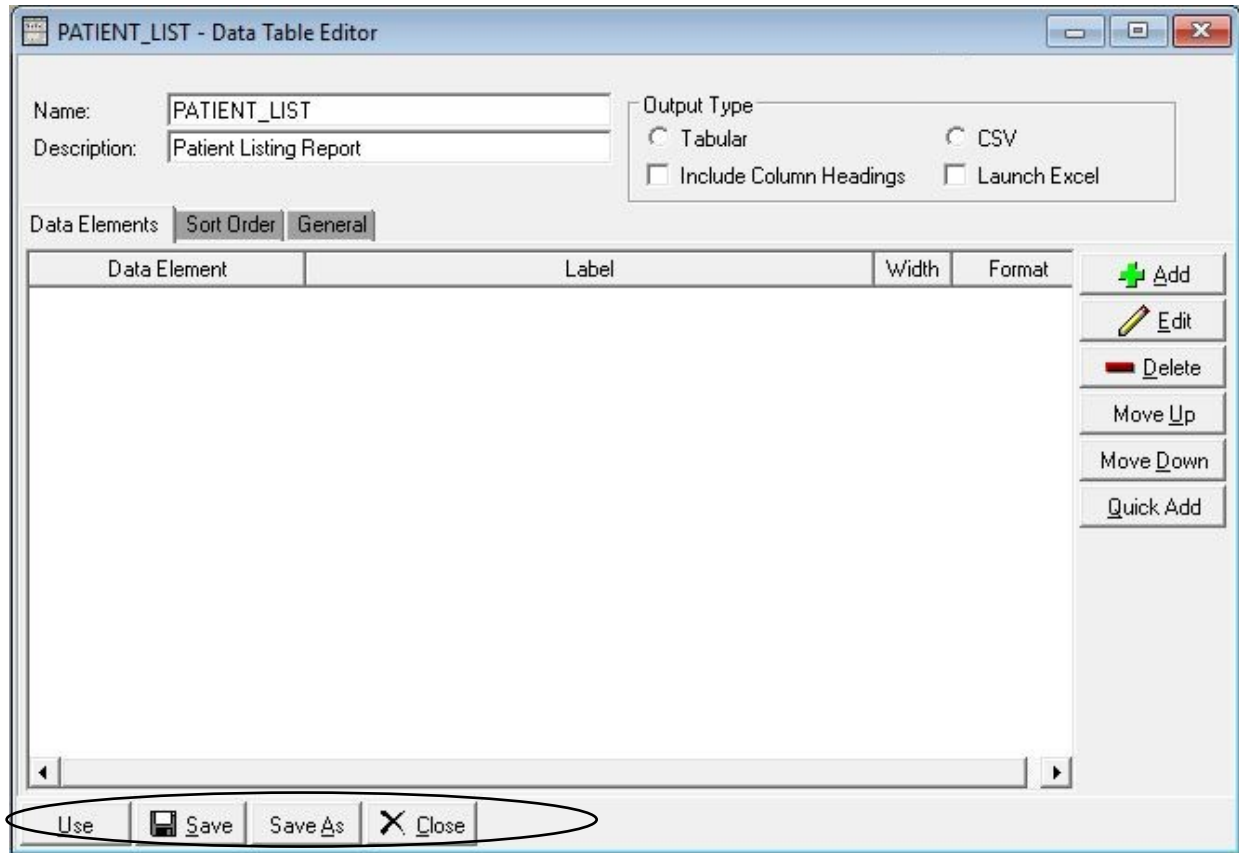 PATIENT_LIST - Data Table Editor
Name: PATIENT_LIST
Description: Patient Listing Report
Output Type
Tabular CSV
Include Column Headings Launch Excel
Data Elements Sort Order General
Data Element Label Width Format
Add
Edit
Delete
Move Up
Move Down
Quick Add
Use Save Save As Close